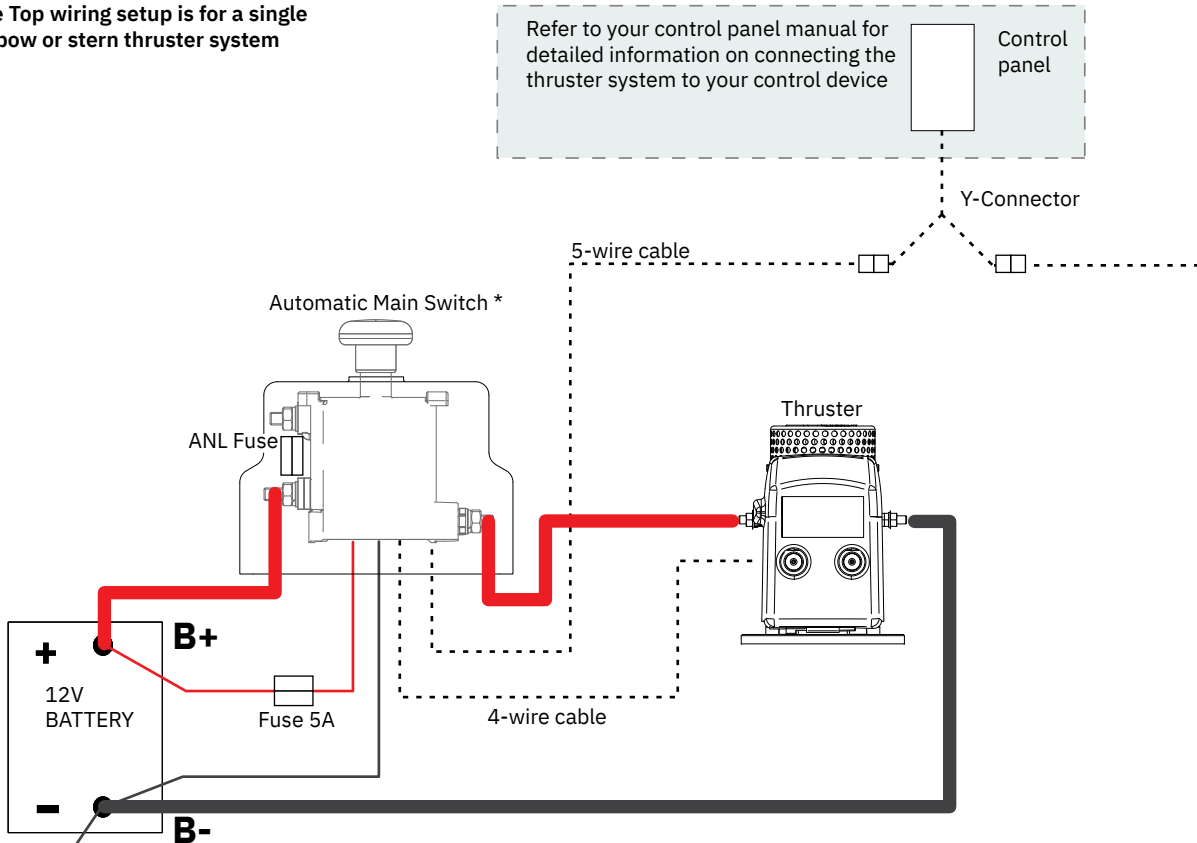 e Top wiring setup is for a single
bow or stern thruster system
Refer to your control panel manual for
detailed information on connecting the
thruster system to your control device
Control
panel
Y-Connector
5-wire cable
Automatic Main Switch *
ANL Fuse
Thruster
+
B+
12V
BATTERY
Fuse 5A
4-wire cable
-
B-